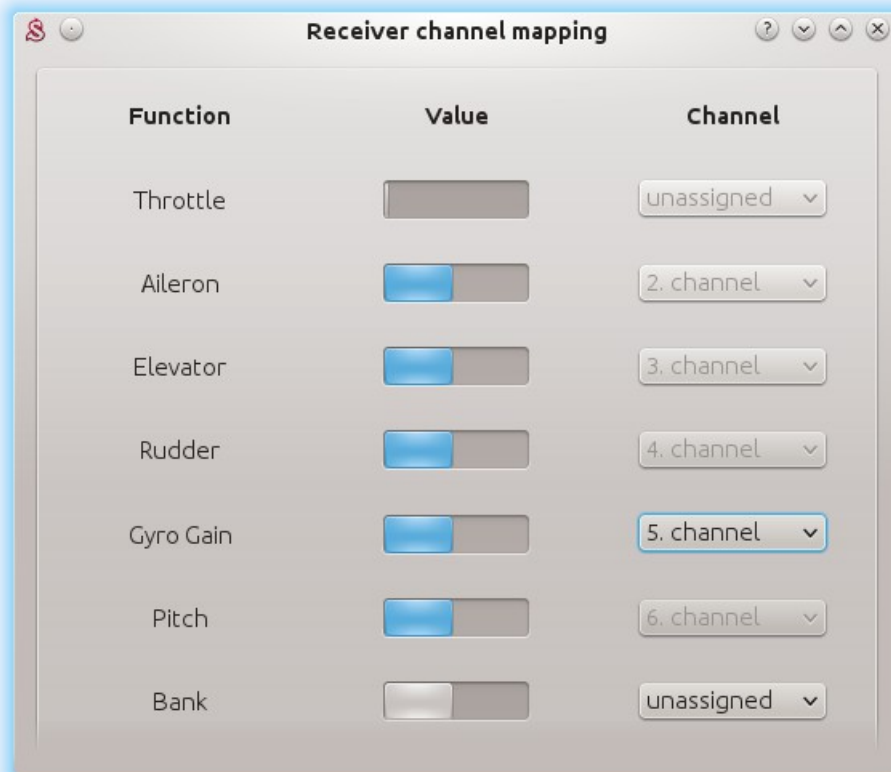 Receiver channel mapping
Function Value Channel
Throttle unassigned
Aileron 2. channel
Elevator 3. channel
Rudder 4. channel
Gyro Gain 5. channel
Pitch 6. channel
Bank unassigned